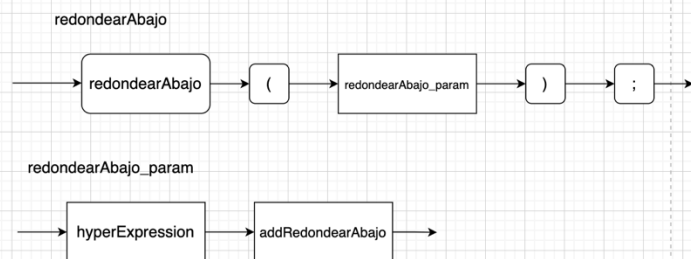 redondearAbajo
redondearAbajo ( redondearAbajo_param ) ;
redondearAbajo_param
hyperExpression addRedondearAbajo